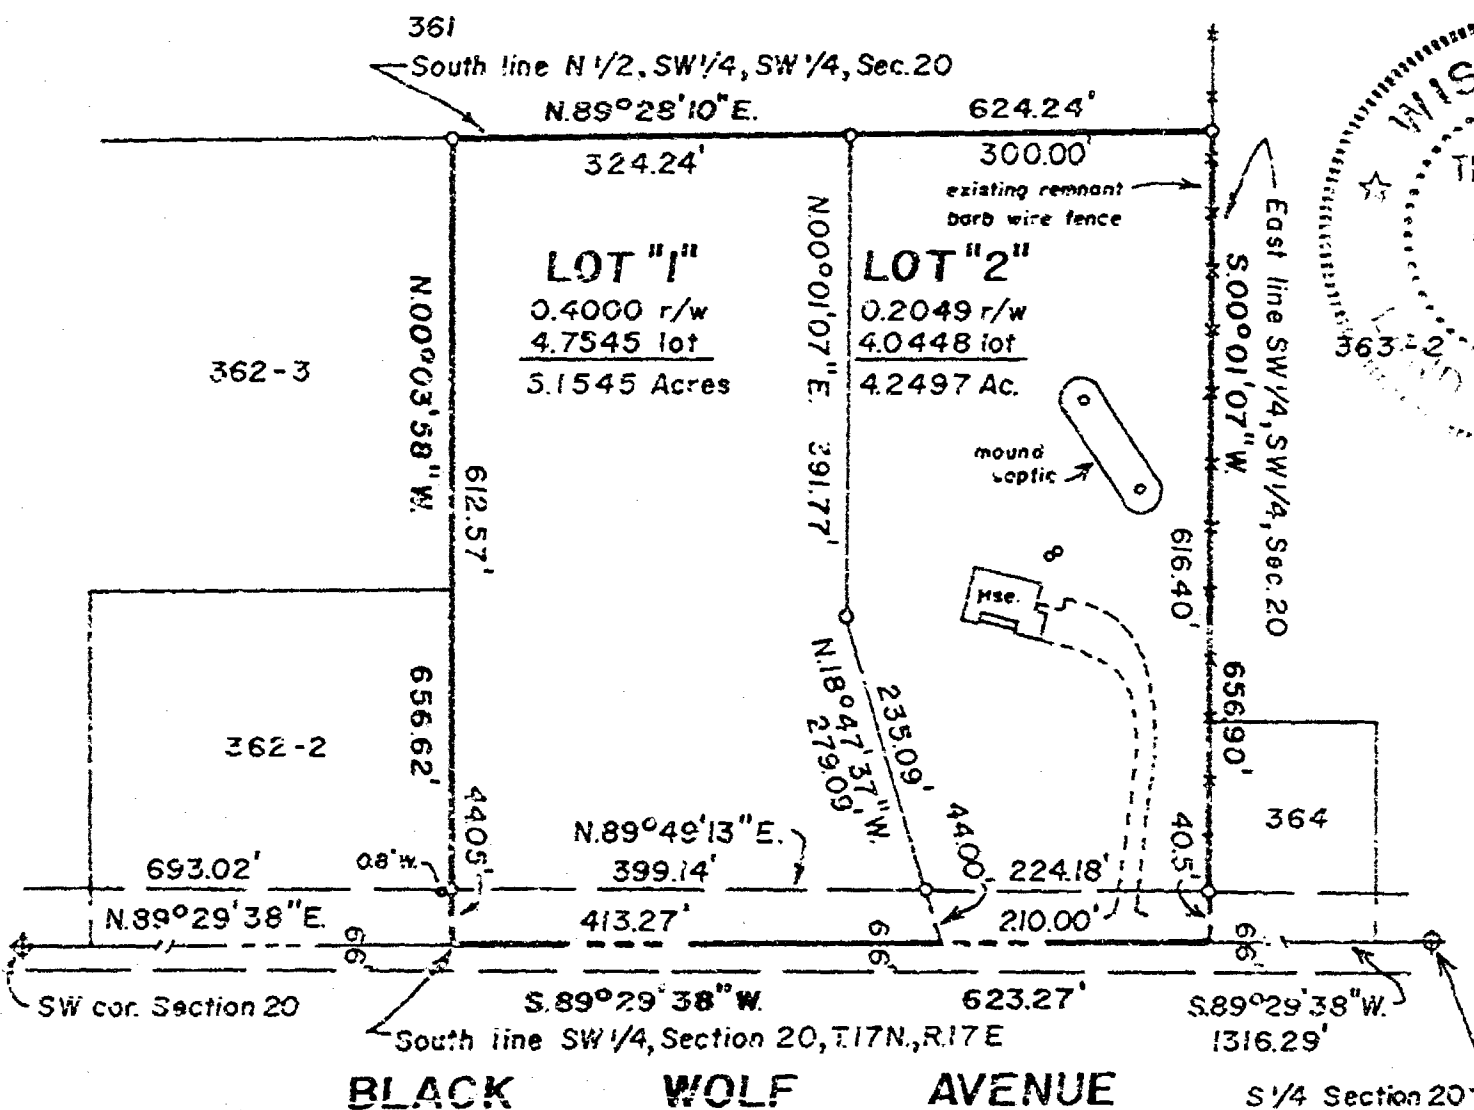 361
South line N 1/2, SW 1/4, SW 1/4, Sec. 20
N.89°28'10"E.
624.24'
324.24'
300.00'
existing remnant
barb wire fence
WIS
LOT "1"
0.4000 r/w
4.7545 lot
5.1545 Acres
LOT "2"
0.2049 r/w
4.0448 lot
4.2497 Ac.
N.00°01'07"E. 391.77'
N.00°03'58"W.
612.57'
656.62'
44.05'
362-3
362-2
363-2
364
mound
septic
Hse.
East line SW 1/4, SW 1/4, Sec. 20
S.00°01'07"W.
616.40'
656.90'
40.5'
N.18°47'37"W.
279.09'
235.09'
44.00'
N.89°49'13"E.
693.02'
0.8'W.
399.14'
224.18'
N.89°29'38"E.
413.27'
210.00'
66'
66'
66'
SW cor. Section 20
S.89°29'38"W.
623.27'
S.89°29'38"W.
1316.29'
South line SW 1/4, Section 20, T.17N., R.17E
BLACK WOLF AVENUE
S 1/4 Section 20